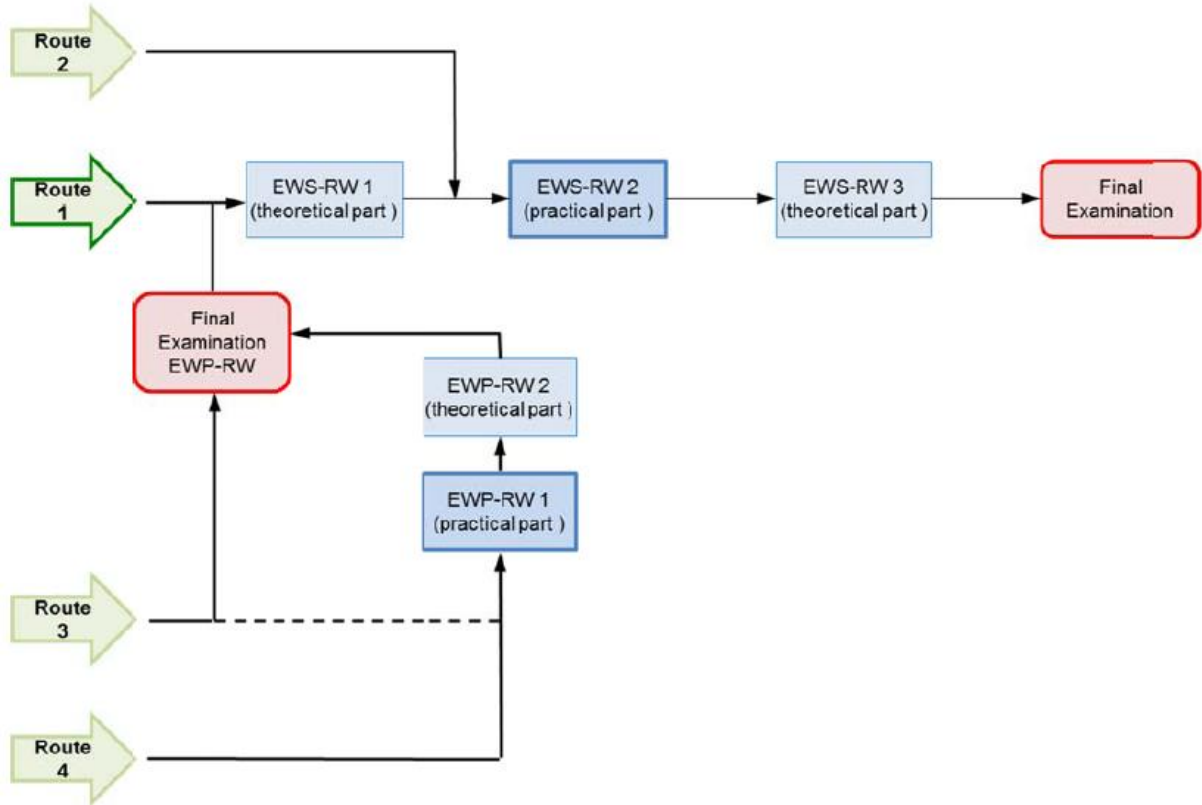 Route
2
Route
1
EWS-RW 1
(theoretical part )
EWS-RW 2
(practical part )
EWS-RW 3
(theoretical part )
Final
Examination
Final
Examination
EWP-RW
EWP-RW 2
(theoretical part )
EWP-RW 1
(practical part )
Route
3
Route
4